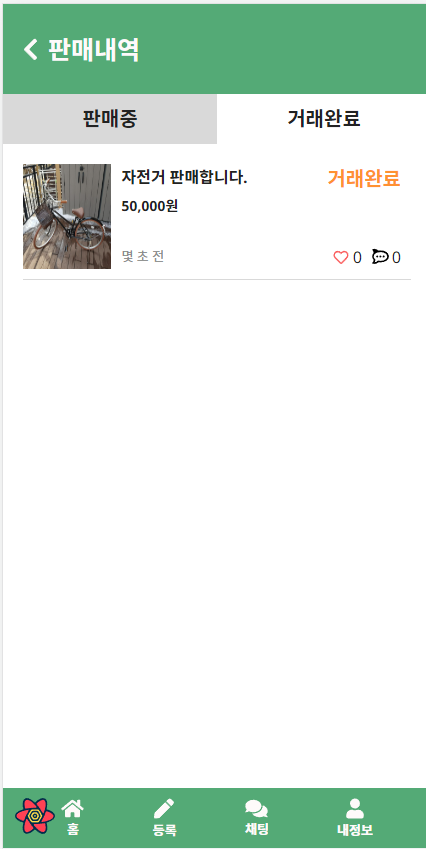 판매내역
판매중 거래완료
자전거 판매합니다. 거래완료
50,000원
몇 초 전 0 0
홈 등록 채팅 내정보